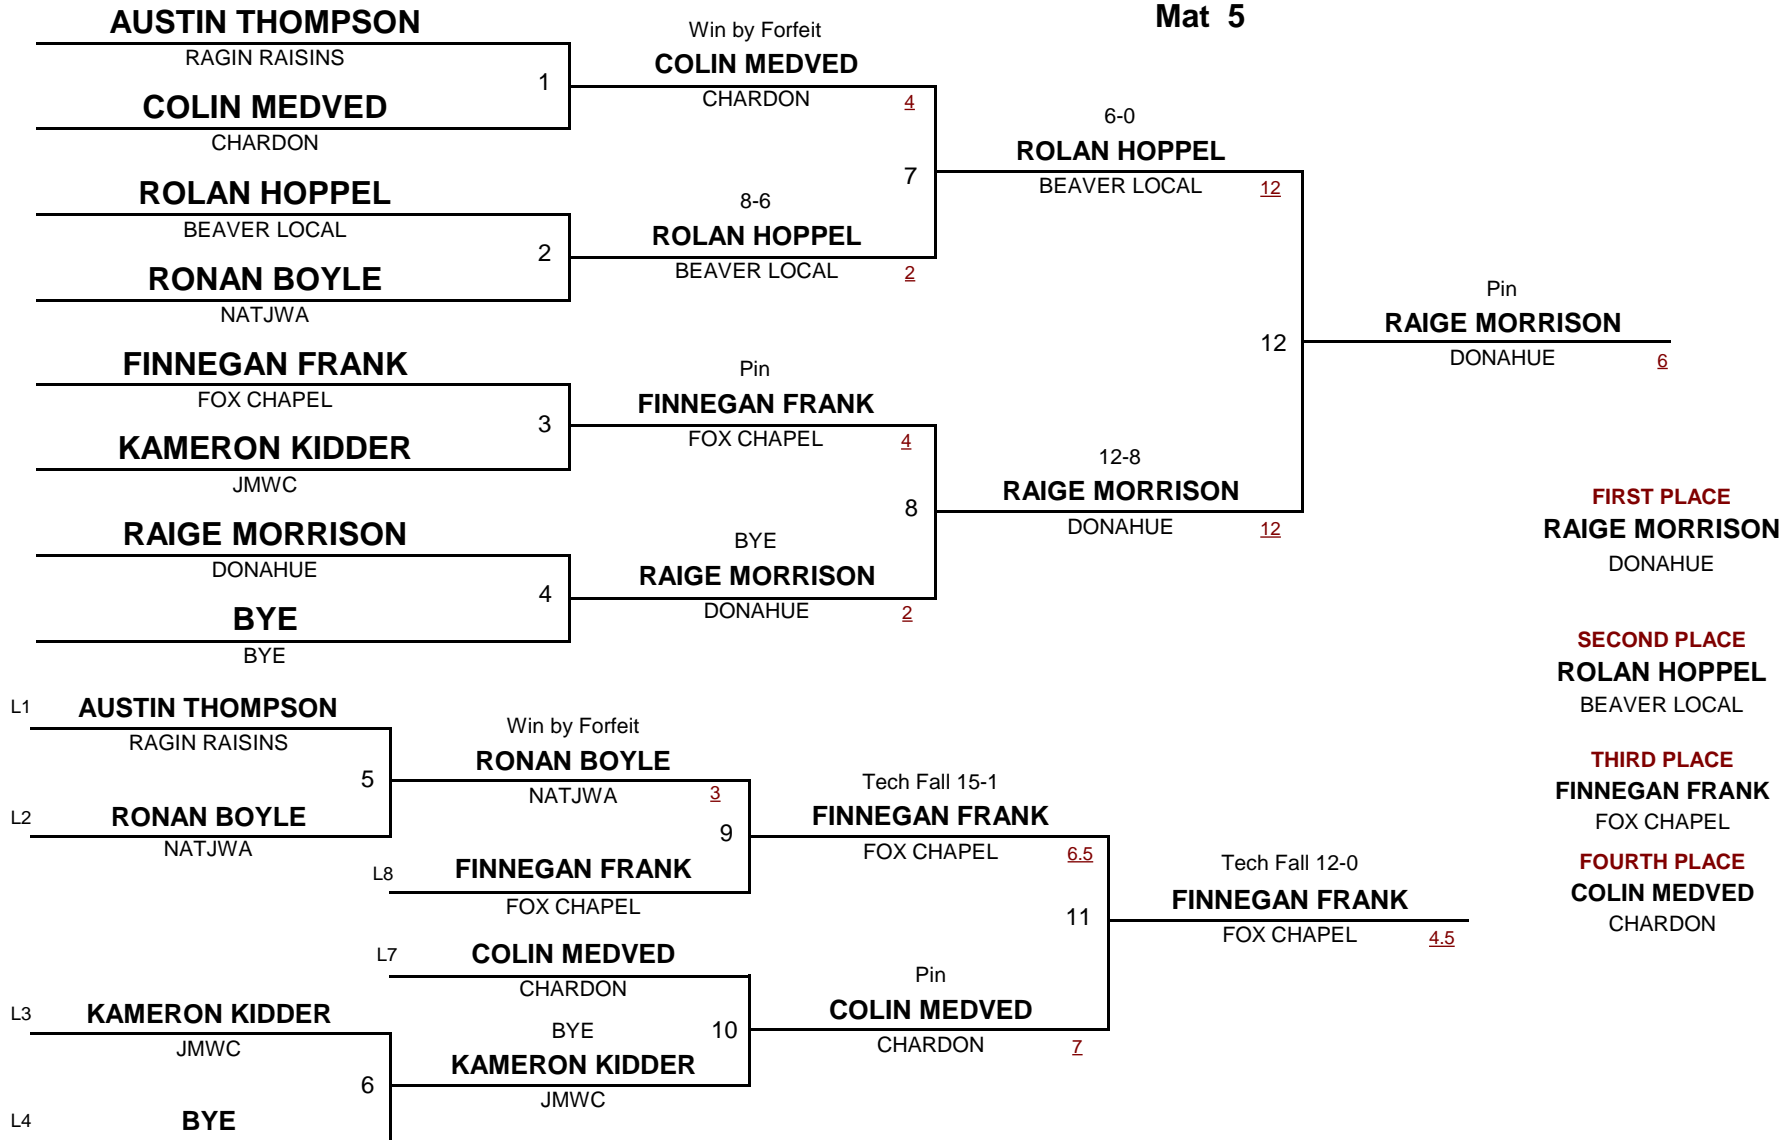 Mat 5
AUSTIN THOMPSON
RAGIN RAISINS
1
COLIN MEDVED
CHARDON
ROLAN HOPPEL
BEAVER LOCAL
2
RONAN BOYLE
NATJWA
FINNEGAN FRANK
FOX CHAPEL
3
KAMERON KIDDER
JMWC
RAIGE MORRISON
DONAHUE
4
BYE
BYE
Win by Forfeit
COLIN MEDVED
CHARDON 4
7
8-6
ROLAN HOPPEL
BEAVER LOCAL 2
Pin
FINNEGAN FRANK
FOX CHAPEL 4
8
BYE
RAIGE MORRISON
DONAHUE 2
6-0
ROLAN HOPPEL
BEAVER LOCAL 12
12
12-8
RAIGE MORRISON
DONAHUE 12
Pin
RAIGE MORRISON
DONAHUE 6
FIRST PLACE
RAIGE MORRISON
DONAHUE
SECOND PLACE
ROLAN HOPPEL
BEAVER LOCAL
THIRD PLACE
FINNEGAN FRANK
FOX CHAPEL
FOURTH PLACE
COLIN MEDVED
CHARDON
L1 AUSTIN THOMPSON
RAGIN RAISINS
5
L2 RONAN BOYLE
NATJWA
L3 KAMERON KIDDER
JMWC
6
L4 BYE
Win by Forfeit
RONAN BOYLE
NATJWA 3
9
L8 FINNEGAN FRANK
FOX CHAPEL
L7 COLIN MEDVED
CHARDON
10
BYE
KAMERON KIDDER
JMWC
Tech Fall 15-1
FINNEGAN FRANK
FOX CHAPEL 6.5
11
Pin
COLIN MEDVED
CHARDON 7
Tech Fall 12-0
FINNEGAN FRANK
FOX CHAPEL 4.5